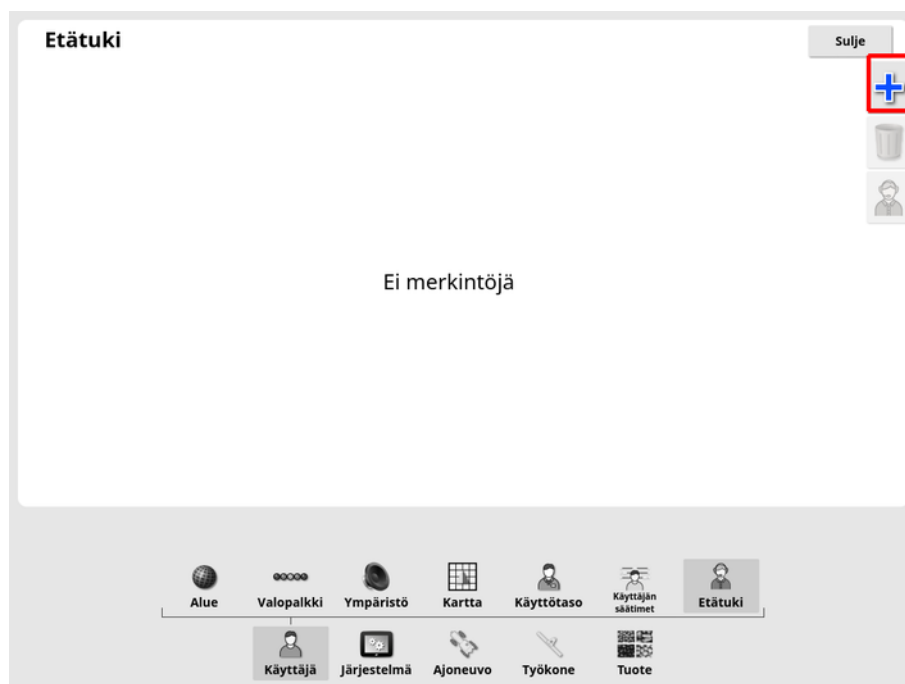 Etätuki
Sulje
Ei merkintöjä
Alue
Valopalkki
Ympäristö
Kartta
Käyttötaso
Käyttäjän
säätimet
Etätuki
Käyttäjä
Järjestelmä
Ajoneuvo
Työkone
Tuote